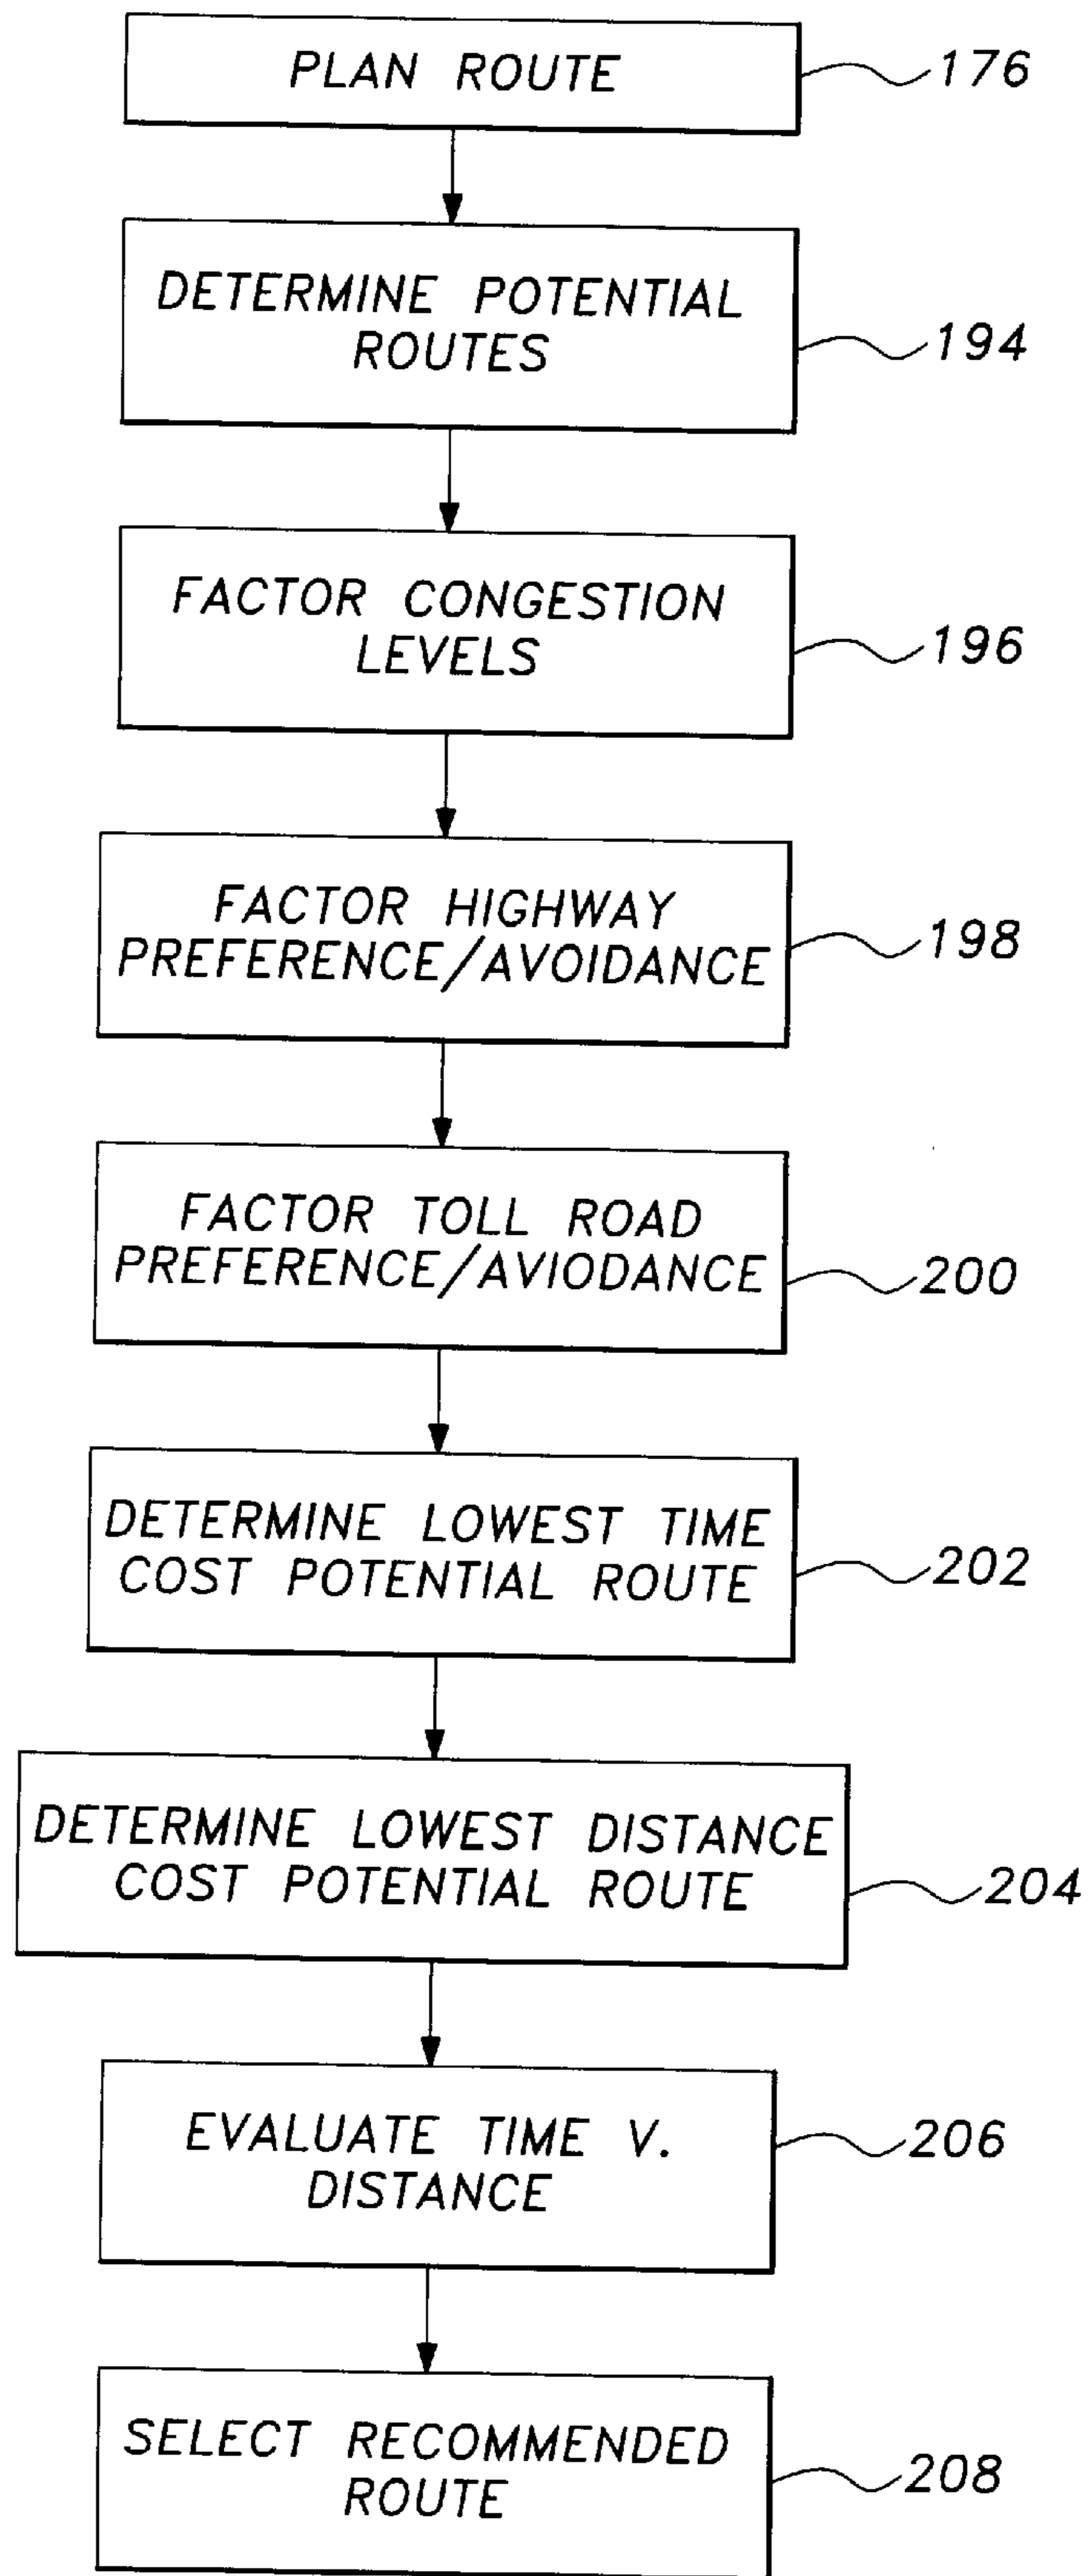 PLAN ROUTE
176
DETERMINE POTENTIAL
ROUTES
194
FACTOR CONGESTION
LEVELS
196
FACTOR HIGHWAY
PREFERENCE/AVOIDANCE
198
FACTOR TOLL ROAD
PREFERENCE/AVIODANCE
200
DETERMINE LOWEST TIME
COST POTENTIAL ROUTE
202
DETERMINE LOWEST DISTANCE
COST POTENTIAL ROUTE
204
EVALUATE TIME V.
DISTANCE
206
SELECT RECOMMENDED
ROUTE
208